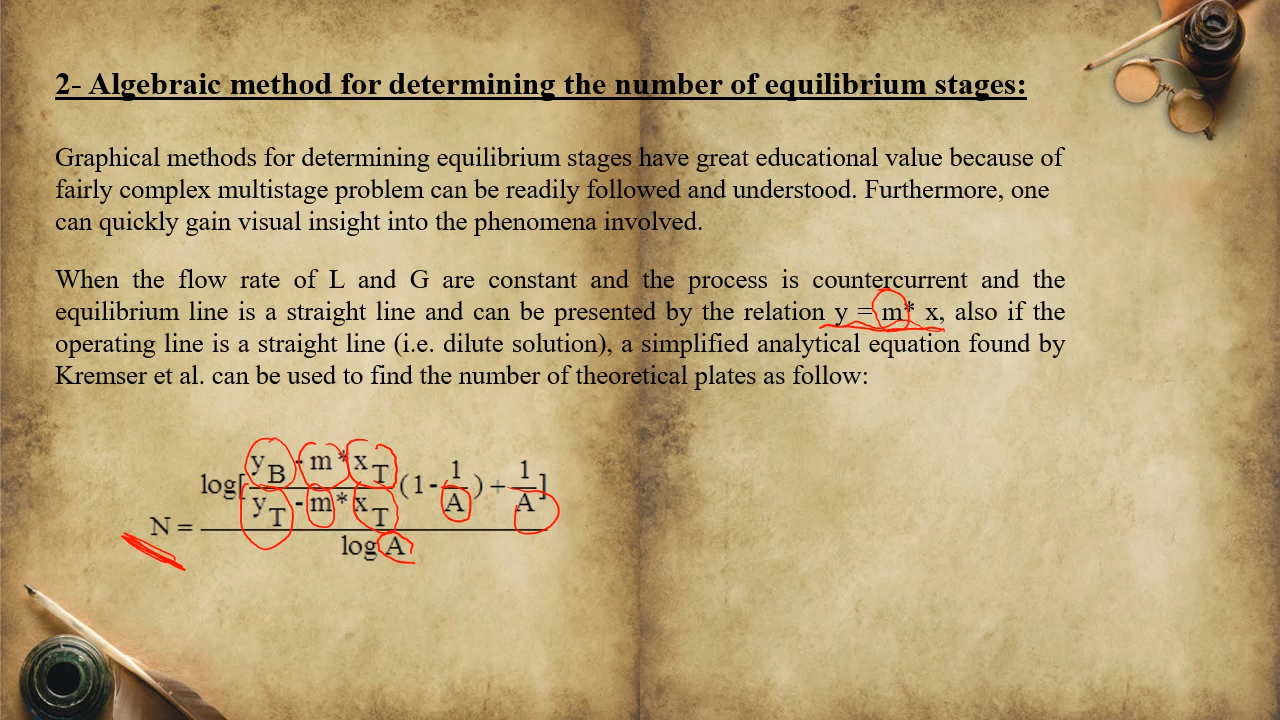 2- Algebraic method for determining the number of equilibrium stages:
Graphical methods for determining equilibrium stages have great educational value because of
fairly complex multistage problem can be readily followed and understood. Furthermore, one
can quickly gain visual insight into the phenomena involved.
When the flow rate of L and G are constant and the process is countercurrent and the
equilibrium line is a straight line and can be presented by the relation y = m* x, also if the
operating line is a straight line (i.e. dilute solution), a simplified analytical equation found by
Kremser et al. can be used to find the number of theoretical plates as follow:
N = log[(y_B - m*x_T)/(y_T - m*x_T) (1 - 1/A) + 1/A] / log A